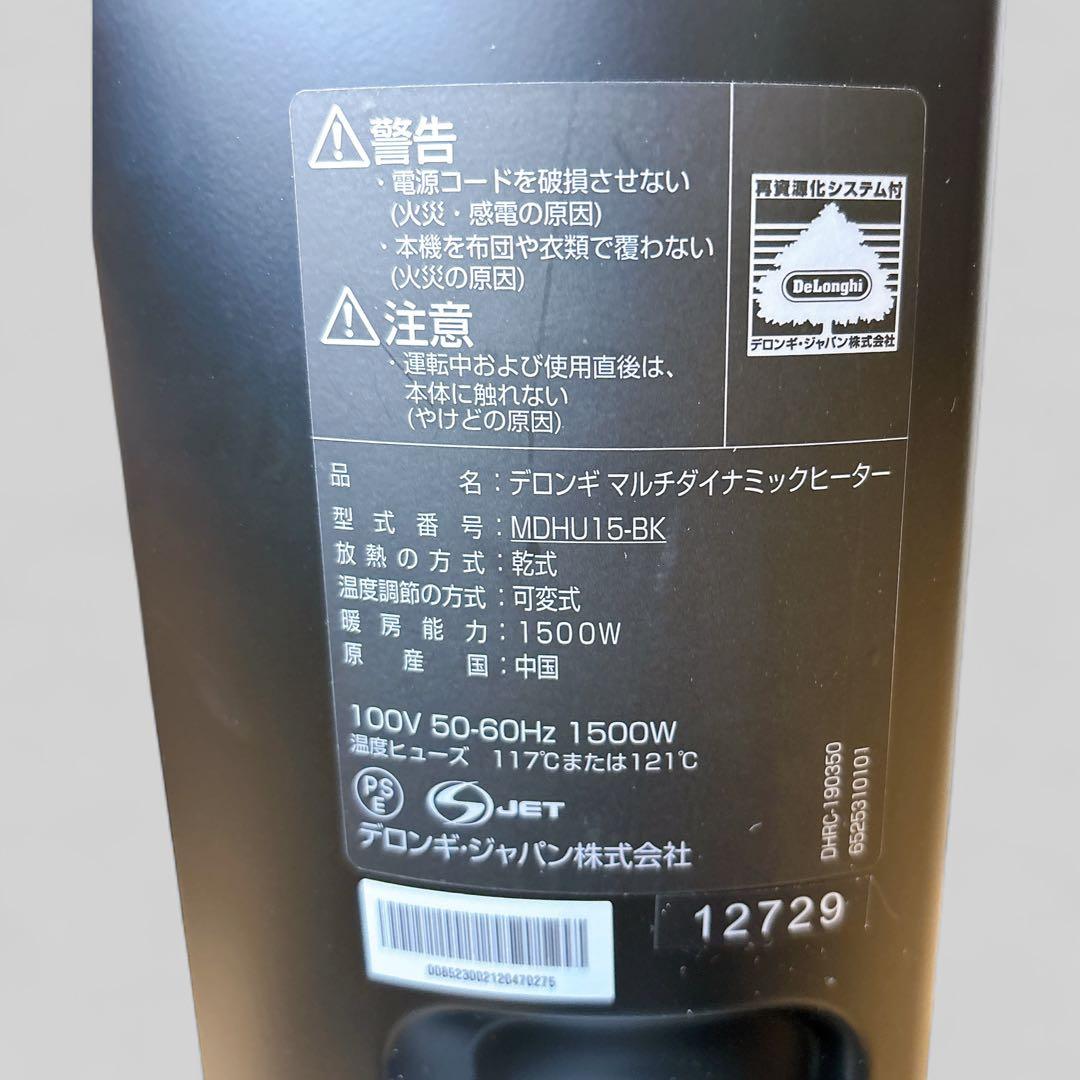 警告
・電源コードを破損させない
(火災・感電の原因)
・本機を布団や衣類で覆わない
(火災の原因)
注意
・運転中および使用直後は、
本体に触れない
(やけどの原因)
再資源化システム付
DeLonghi
デロンギ・ジャパン株式会社
品名：デロンギ マルチダイナミックヒーター
型式番号：MDHU15-BK
放熱の方式：乾式
温度調節の方式：可変式
暖房能力：1500W
原産国：中国
100V 50-60Hz 1500W
温度ヒューズ 117℃または121℃
PSE JET
デロンギ・ジャパン株式会社
DHRC-190350
6525310101
12729
008523002120470275